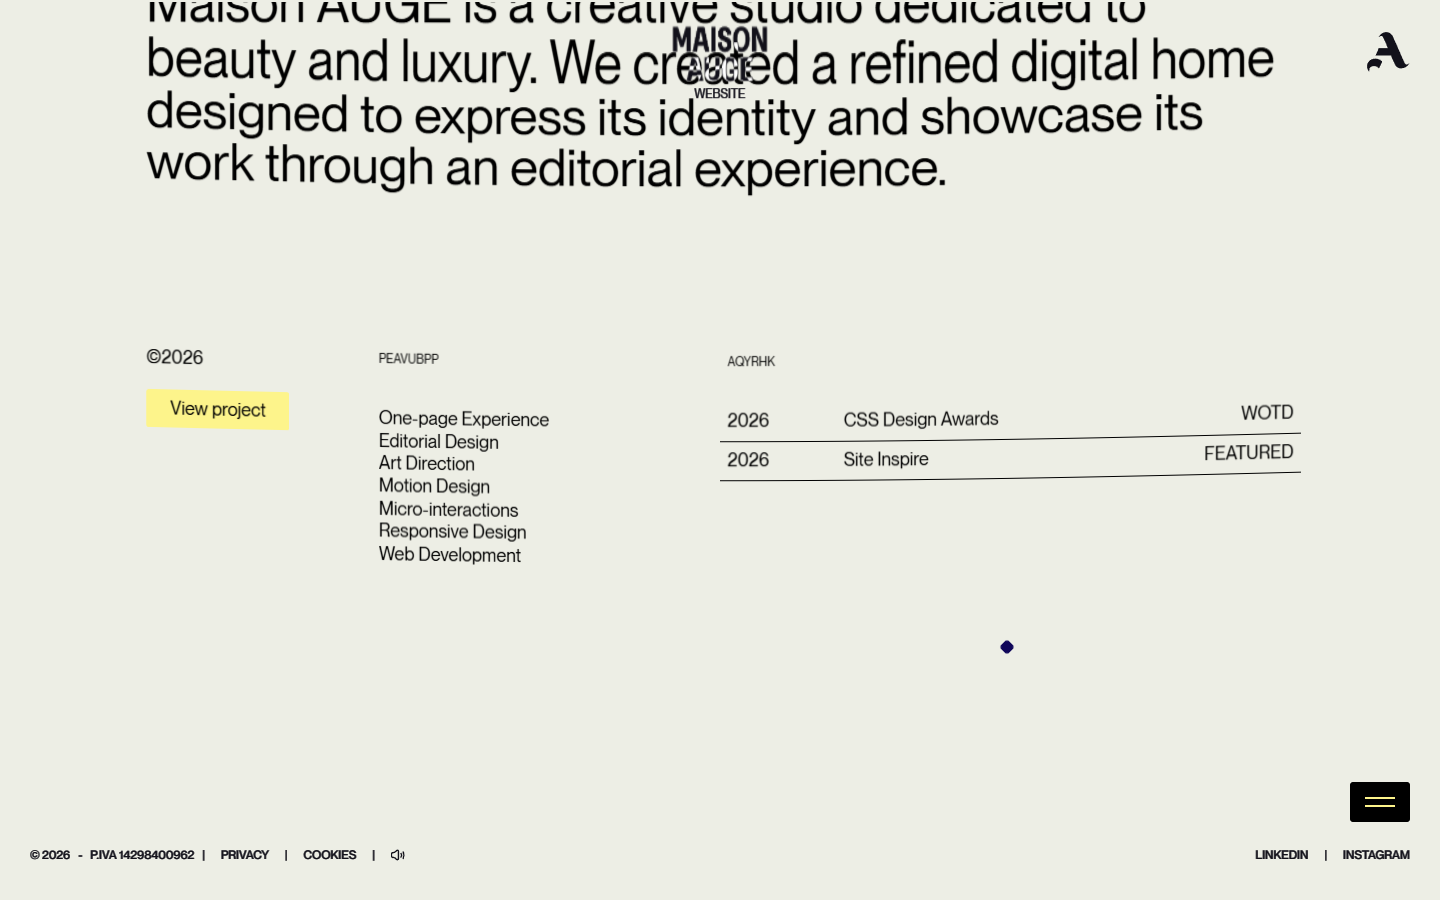 Maison AUGE is a creative studio dedicated to
beauty and luxury. We created a refined digital home
designed to express its identity and showcase its
work through an editorial experience.
MAISON
AUGE
WEBSITE
©2026
View project
PEAVUBPP
One-page Experience
Editorial Design
Art Direction
Motion Design
Micro-interactions
Responsive Design
Web Development
AQYRHK
2026 CSS Design Awards WOTD
2026 Site Inspire FEATURED
© 2026 - P.IVA 14298400962 | PRIVACY | COOKIES |
LINKEDIN | INSTAGRAM